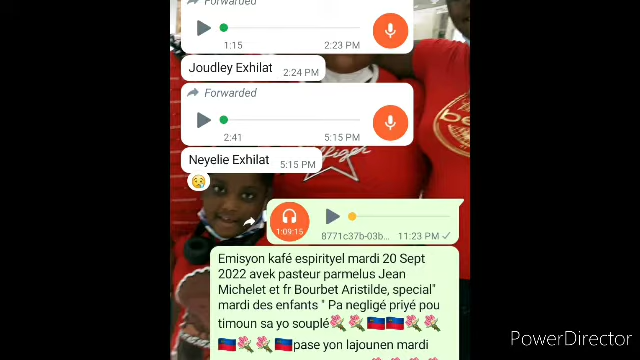 Forwarded
1:15 2:23 PM
Joudley Exhilat 2:24 PM
Forwarded
2:41 5:15 PM
Neyelie Exhilat 5:15 PM
1:09:15
8771c37b-03b... 11:23 PM
Emisyon kafé espirityel mardi 20 Sept
2022 avek pasteur parmelus Jean
Michelet et fr Bourbet Aristilde, special"
mardi des enfants " Pa negligé priyé pou
timoun sa yo souplé🌹🌹🇭🇹🇭🇹🌹🌹
🇭🇹🌹🌹🇭🇹pase yon lajounen mardi
PowerDirector